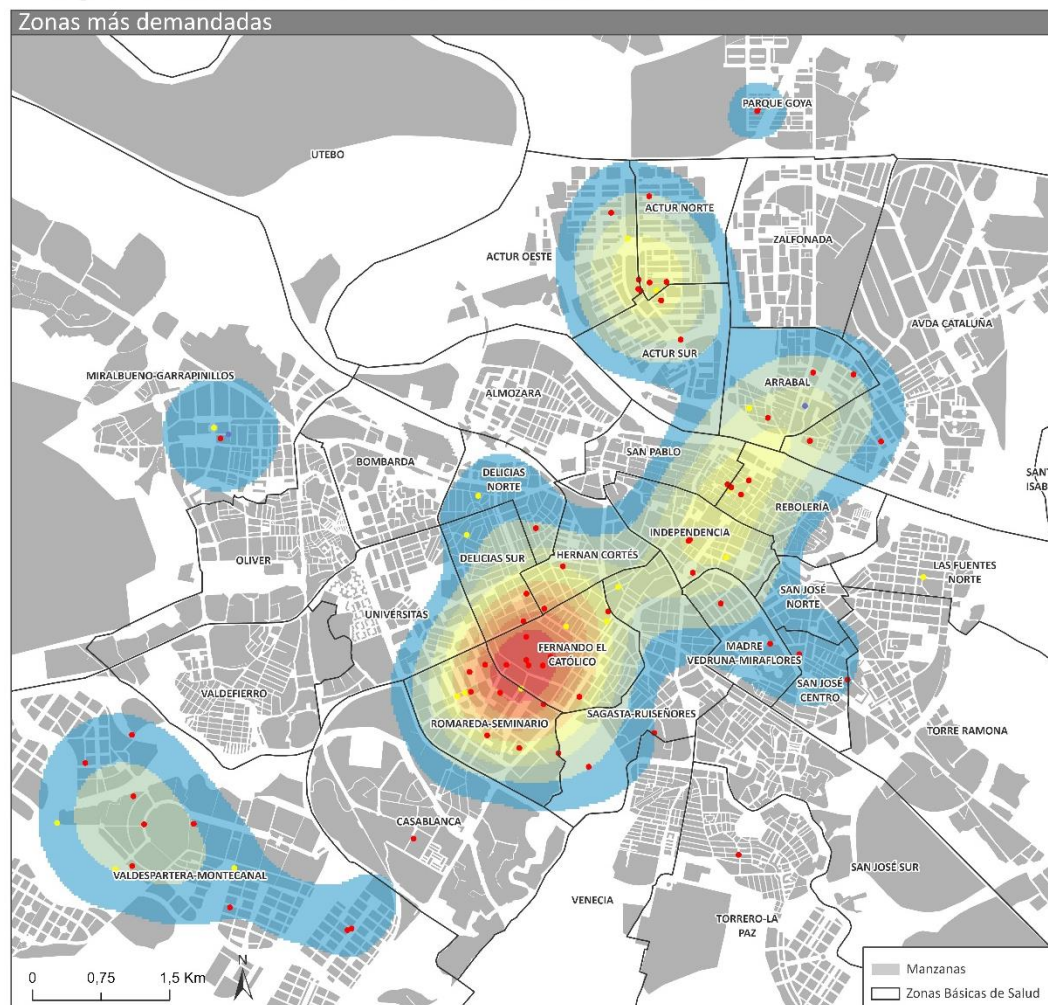 Zonas más demandadas
PARQUE GOYA
UTEBO
ACTUR NORTE
ZALFONADA
ACTUR OESTE
AVDA CATALUÑA
ACTUR SUR
MIRALBUENO-GARRAPINILLOS
ARRABAL
ALMOZARA
SAN PABLO
BOMBARDA
DELICIAS
NORTE
SANT
ISAB
REBOLERÍA
INDEPENDENCIA
HERNAN CORTÉS
DELICIAS SUR
OLIVER
LAS FUENTES
NORTE
SAN JOSÉ
NORTE
UNIVÉRSITAS
FERNANDO EL
CATÓLICO
MADRE
VEDRUNA-MIRAFLORES
SAN JOSÉ
CENTRO
VALDEFIERRO
ROMAREDA-SEMINARIO
SAGASTA-RUISEÑORES
TORRE RAMONA
CASABLANCA
SAN JOSÉ SUR
VALDESPARTERA-MONTECANAL
VENECIA
TORRERO-LA
PAZ
N
0 0,75 1,5 Km
Manzanas
Zonas Básicas de Salud